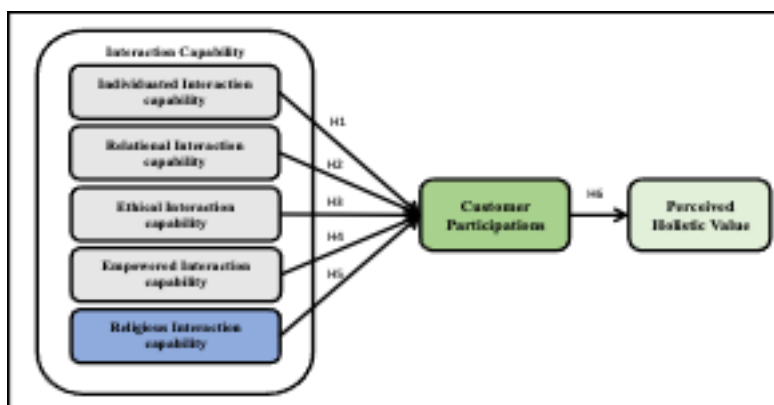 Interaction Capability
Individuated Interaction
capability
H1
Relational Interaction
capability
H2
Ethical Interaction
capability
H3
Empowered Interaction
capability
H4
H5
Religious Interaction
capability
Customer
Participations
H6
Perceived
Holistic Value